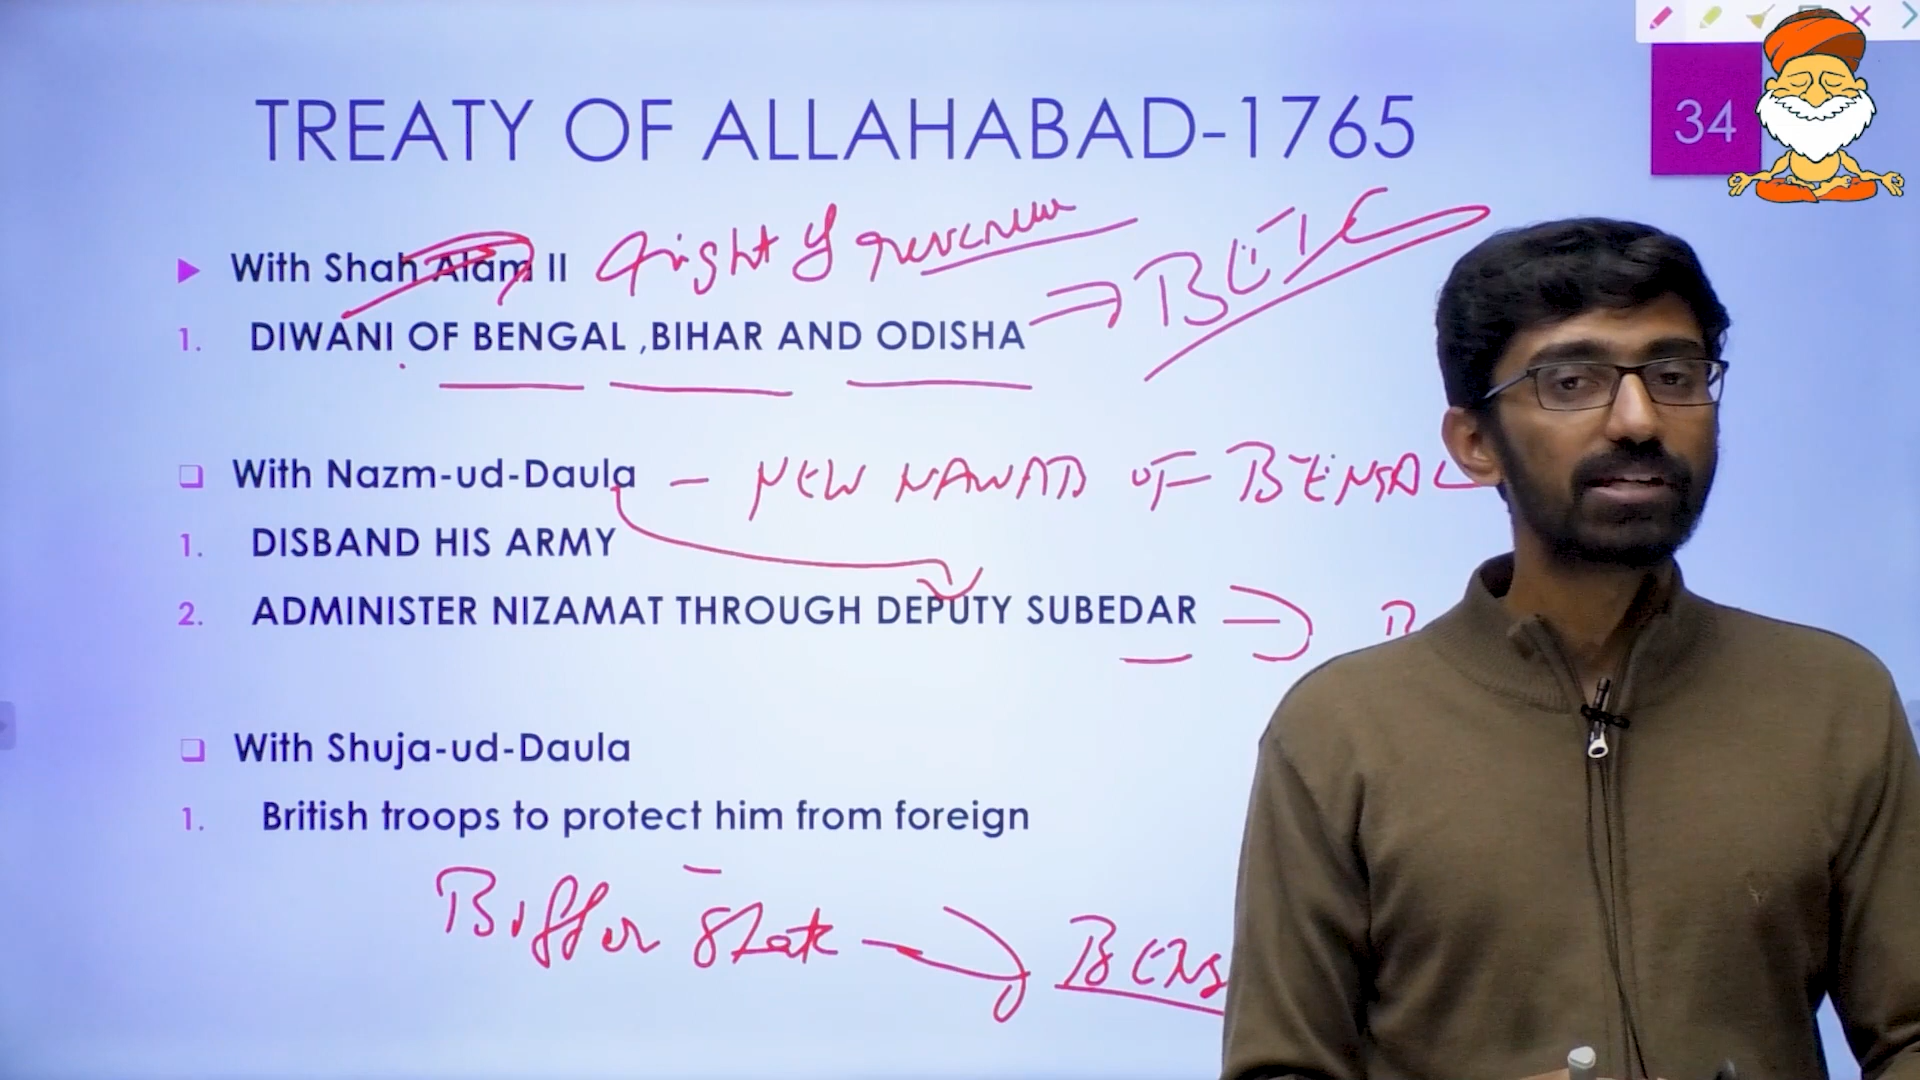 TREATY OF ALLAHABAD-1765
34
With Shah Alam II right of revenue
1. DIWANI OF BENGAL ,BIHAR AND ODISHA ⇒ BEIC
With Nazm-ud-Daula - NEW NAWAB OF BENGAL
1. DISBAND HIS ARMY
2. ADMINISTER NIZAMAT THROUGH DEPUTY SUBEDAR
With Shuja-ud-Daula
1. British troops to protect him from foreign
Buffer State → BENG